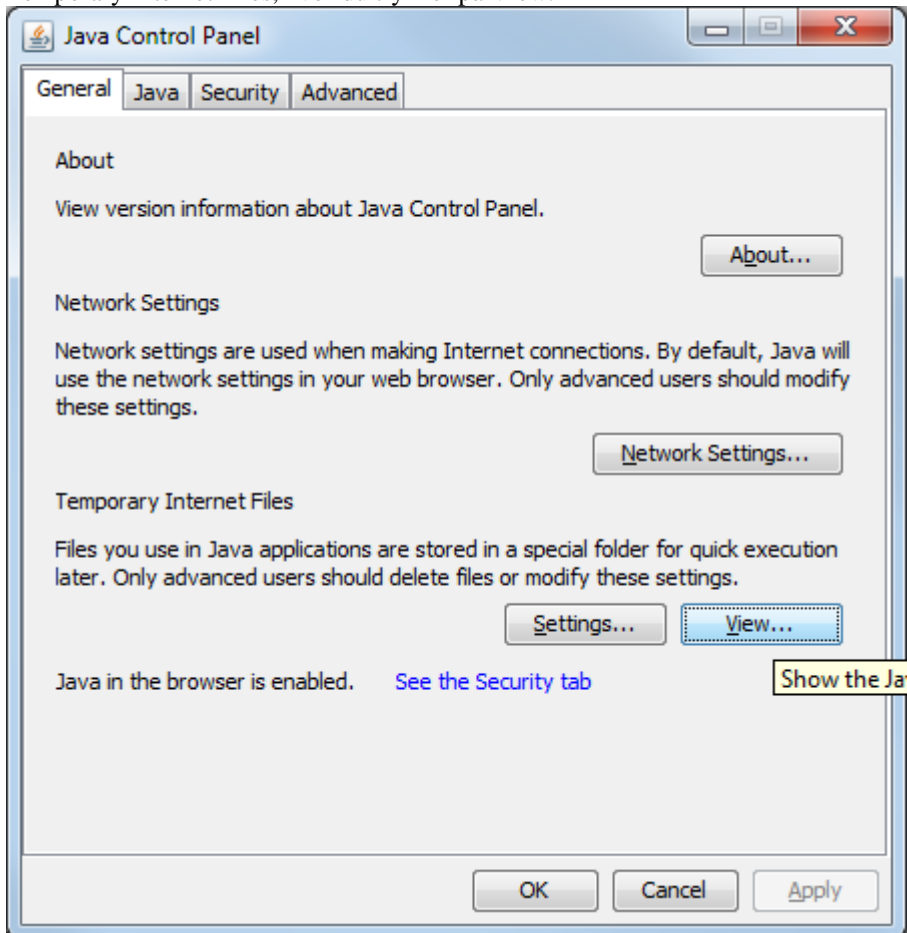 Java Control Panel
General Java Security Advanced
About
View version information about Java Control Panel.
About...
Network Settings
Network settings are used when making Internet connections. By default, Java will
use the network settings in your web browser. Only advanced users should modify
these settings.
Network Settings...
Temporary Internet Files
Files you use in Java applications are stored in a special folder for quick execution
later. Only advanced users should delete files or modify these settings.
Settings... View...
Java in the browser is enabled. See the Security tab
Show the Ja
OK Cancel Apply